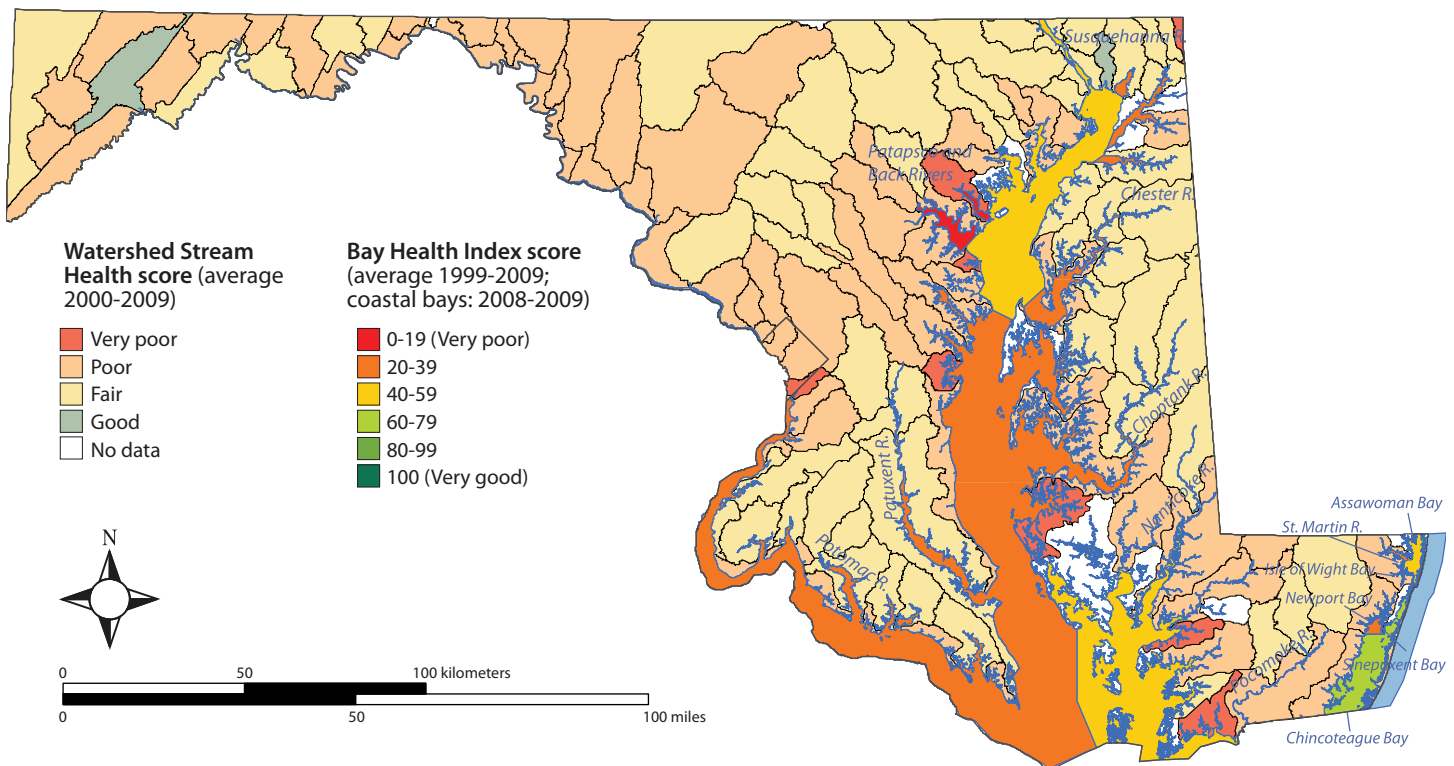 Susquehanna R.
Patapsco and
Back Rivers
Chester R.
Watershed Stream
Health score (average
2000-2009)
Very poor
Poor
Fair
Good
No data
Bay Health Index score
(average 1999-2009;
coastal bays: 2008-2009)
0-19 (Very poor)
20-39
40-59
60-79
80-99
100 (Very good)
Choptank R.
Patuxent R.
Nanticoke R.
Potomac R.
Assawoman Bay
St. Martin R.
Isle of Wight Bay
Newport Bay
Sinepuxent Bay
Pocomoke R.
Chincoteague Bay
N
0 50 100 kilometers
0 50 100 miles